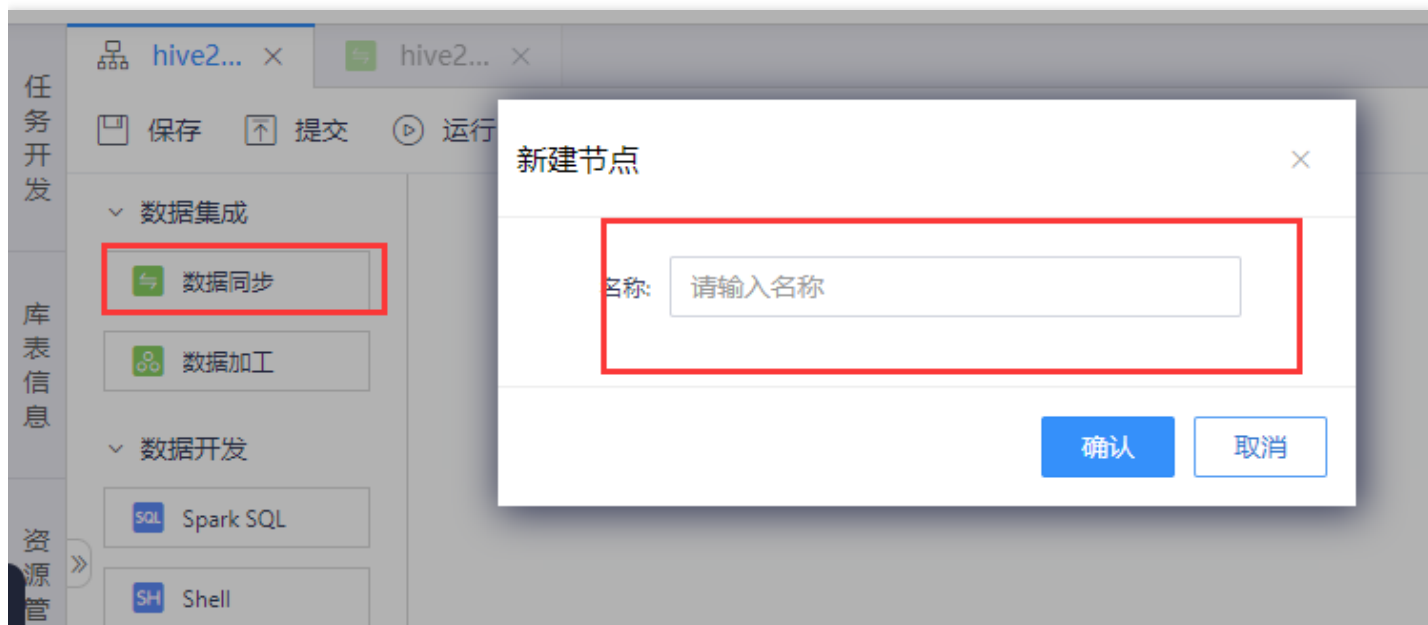 hive2...
hive2...
任务开发
保存
提交
运行
新建节点
数据集成
数据同步
名称:
请输入名称
库表信息
数据加工
数据开发
确认
取消
SQL
Spark SQL
资源管
SH
Shell